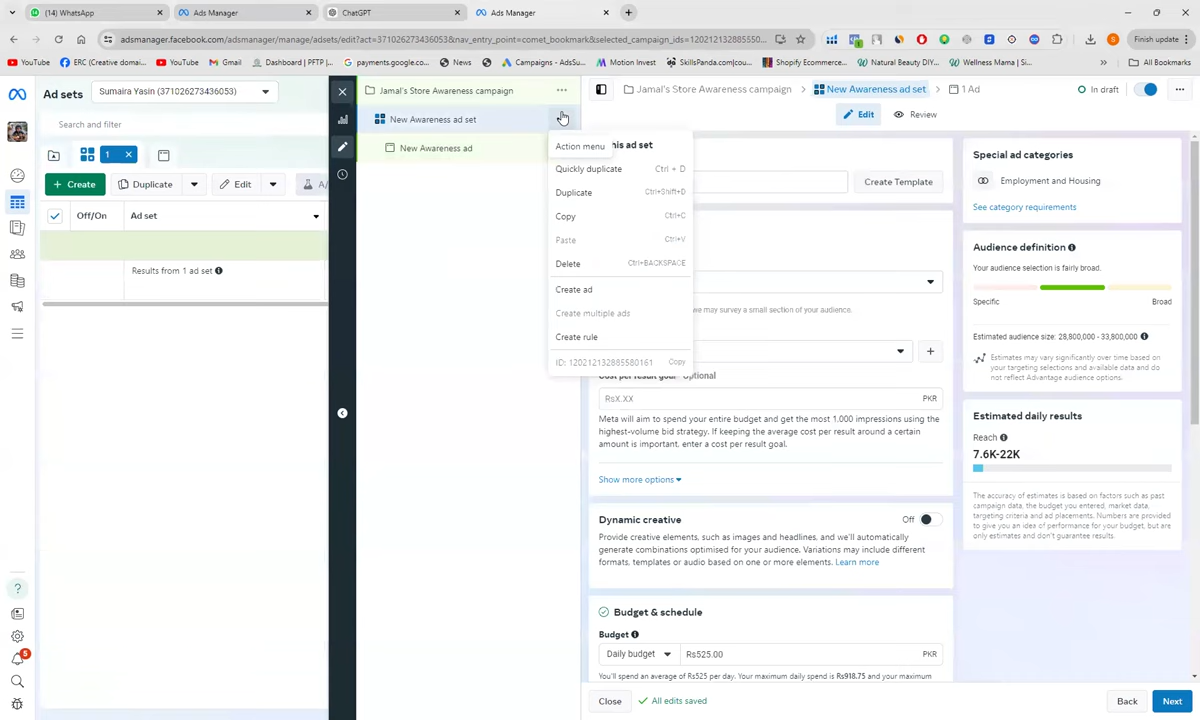 (14) WhatsApp
Ads Manager
ChatGPT
Ads Manager
adsmanager.facebook.com/adsmanager/manage/adsets/edit?act=371026273436053&nav_entry_point=comet_bookmark&selected_campaign_ids=120212132885570...
Finish update
YouTube
ERC (Creative domai...
YouTube
Gmail
Dashboard | PFTP |...
payments.google.co...
News
Campaign - AdsSu...
Motion Invest
SkillsPanda.com/cou...
Shopify Ecommerce...
Natural Beauty DIY...
Wellness Mama | So...
All Bookmarks
Ad sets
Sumaira Yasin (371026273436053)
Search and filter
1
Create
Duplicate
Edit
A/
Off/On
Ad set
Results from 1 ad set
5
Jamal's Store Awareness campaign
New Awareness ad set
New Awareness ad
Action menu
his ad set
Quickly duplicate Ctrl + D
Duplicate Ctrl+Shift+D
Copy Ctrl+C
Paste Ctrl+V
Delete Ctrl+BACKSPACE
Create ad
Create multiple ads
Create rule
ID: 120212132885580161 Copy
Jamal's Store Awareness campaign
New Awareness ad set
1 Ad
In draft
Edit
Review
Create Template
we may survey a small section of your audience.
Cost per result goal · Optional
RsX.XX PKR
Meta will aim to spend your entire budget and get the most 1,000 impressions using the
highest-volume bid strategy. If keeping the average cost per result around a certain
amount is important, enter a cost per result goal.
Show more options
Dynamic creative Off
Provide creative elements, such as images and headlines, and we'll automatically
generate combinations optimised for your audience. Variations may include different
formats, templates or audio based on one or more elements. Learn more
Budget & schedule
Budget
Daily budget Rs525.00 PKR
You'll spend an average of Rs525 per day. Your maximum daily spend is Rs918.75 and your maximum
Close
All edits saved
Back
Next
Special ad categories
Employment and Housing
See category requirements
Audience definition
Your audience selection is fairly broad.
Specific Broad
Estimated audience size: 28,800,000 - 33,800,000
Estimates may vary significantly over time based on
your targeting selections and available data and do
not reflect Advantage audience options.
Estimated daily results
Reach
7.6K-22K
The accuracy of estimates is based on factors such as past
campaign data, the budget you entered, market data,
targeting criteria and ad placements. Numbers are provided
to give you an idea of performance for your budget, but are
only estimates and don't guarantee results.